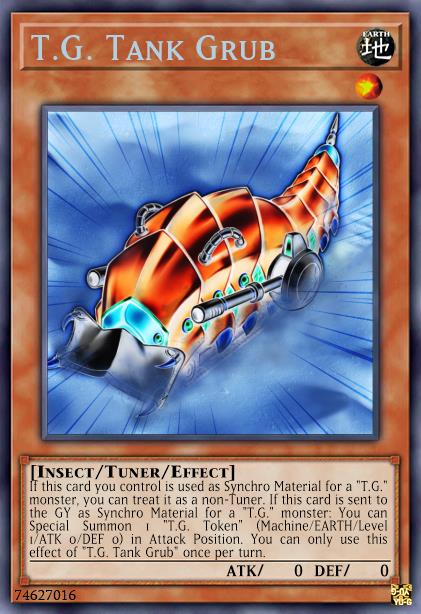 T.G. TANK GRUB
EARTH
地
[INSECT/TUNER/EFFECT]
If this card you control is used as Synchro Material for a "T.G."
monster, you can treat it as a non-Tuner. If this card is sent to
the GY as Synchro Material for a "T.G." monster: You can
Special Summon 1 "T.G. Token" (Machine/EARTH/Level
1/ATK 0/DEF 0) in Attack Position. You can only use this
effect of "T.G. Tank Grub" once per turn.
ATK/ 0 DEF/ 0
74627016